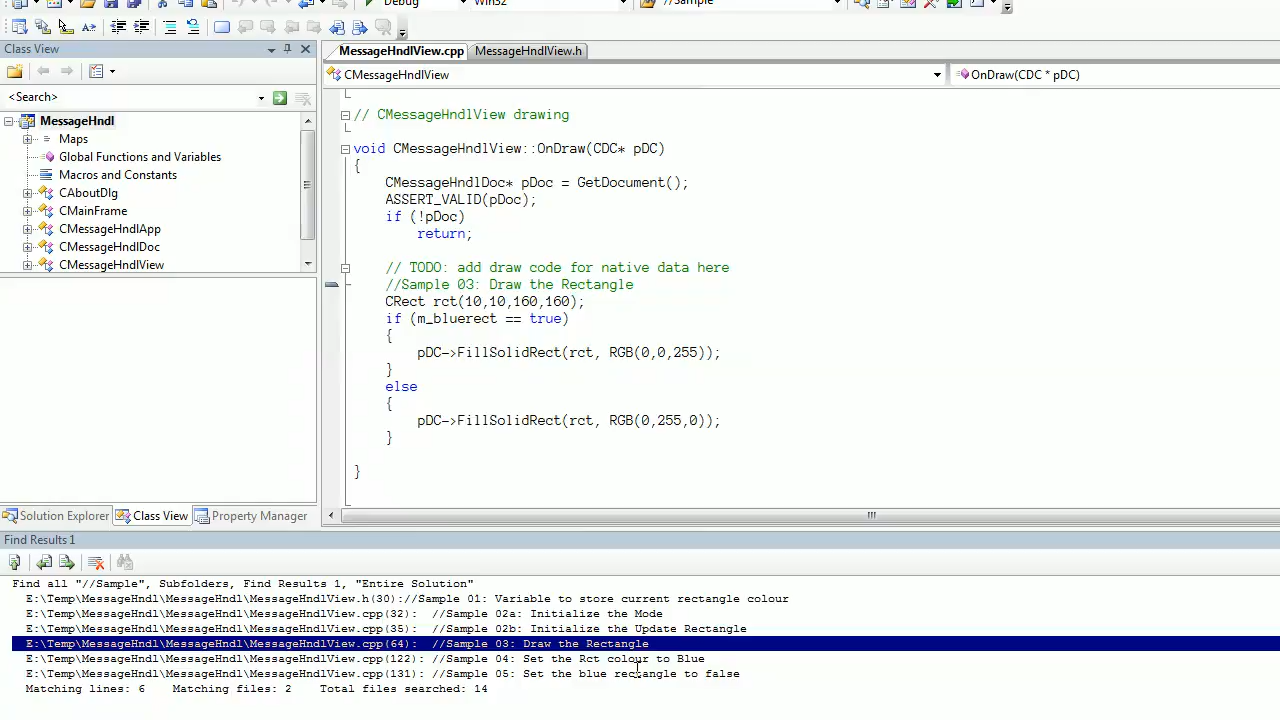 Debug Win32 //Sample
Class View
<Search>
MessageHndl
Maps
Global Functions and Variables
Macros and Constants
CAboutDlg
CMainFrame
CMessageHndlApp
CMessageHndlDoc
CMessageHndlView
Solution Explorer Class View Property Manager
MessageHndlView.cpp MessageHndlView.h
CMessageHndlView OnDraw(CDC * pDC)
// CMessageHndlView drawing
void CMessageHndlView::OnDraw(CDC* pDC)
{
CMessageHndlDoc* pDoc = GetDocument();
ASSERT_VALID(pDoc);
if (!pDoc)
return;
// TODO: add draw code for native data here
//Sample 03: Draw the Rectangle
CRect rct(10,10,160,160);
if (m_bluerect == true)
{
pDC->FillSolidRect(rct, RGB(0,0,255));
}
else
{
pDC->FillSolidRect(rct, RGB(0,255,0));
}
}
Find Results 1
Find all "//Sample", Subfolders, Find Results 1, "Entire Solution"
E:\Temp\MessageHndl\MessageHndl\MessageHndlView.h(30)://Sample 01: Variable to store current rectangle colour
E:\Temp\MessageHndl\MessageHndl\MessageHndlView.cpp(32): //Sample 02a: Initialize the Mode
E:\Temp\MessageHndl\MessageHndl\MessageHndlView.cpp(35): //Sample 02b: Initialize the Update Rectangle
E:\Temp\MessageHndl\MessageHndl\MessageHndlView.cpp(64): //Sample 03: Draw the Rectangle
E:\Temp\MessageHndl\MessageHndl\MessageHndlView.cpp(122): //Sample 04: Set the Rct colour to Blue
E:\Temp\MessageHndl\MessageHndl\MessageHndlView.cpp(131): //Sample 05: Set the blue rectangle to false
Matching lines: 6 Matching files: 2 Total files searched: 14